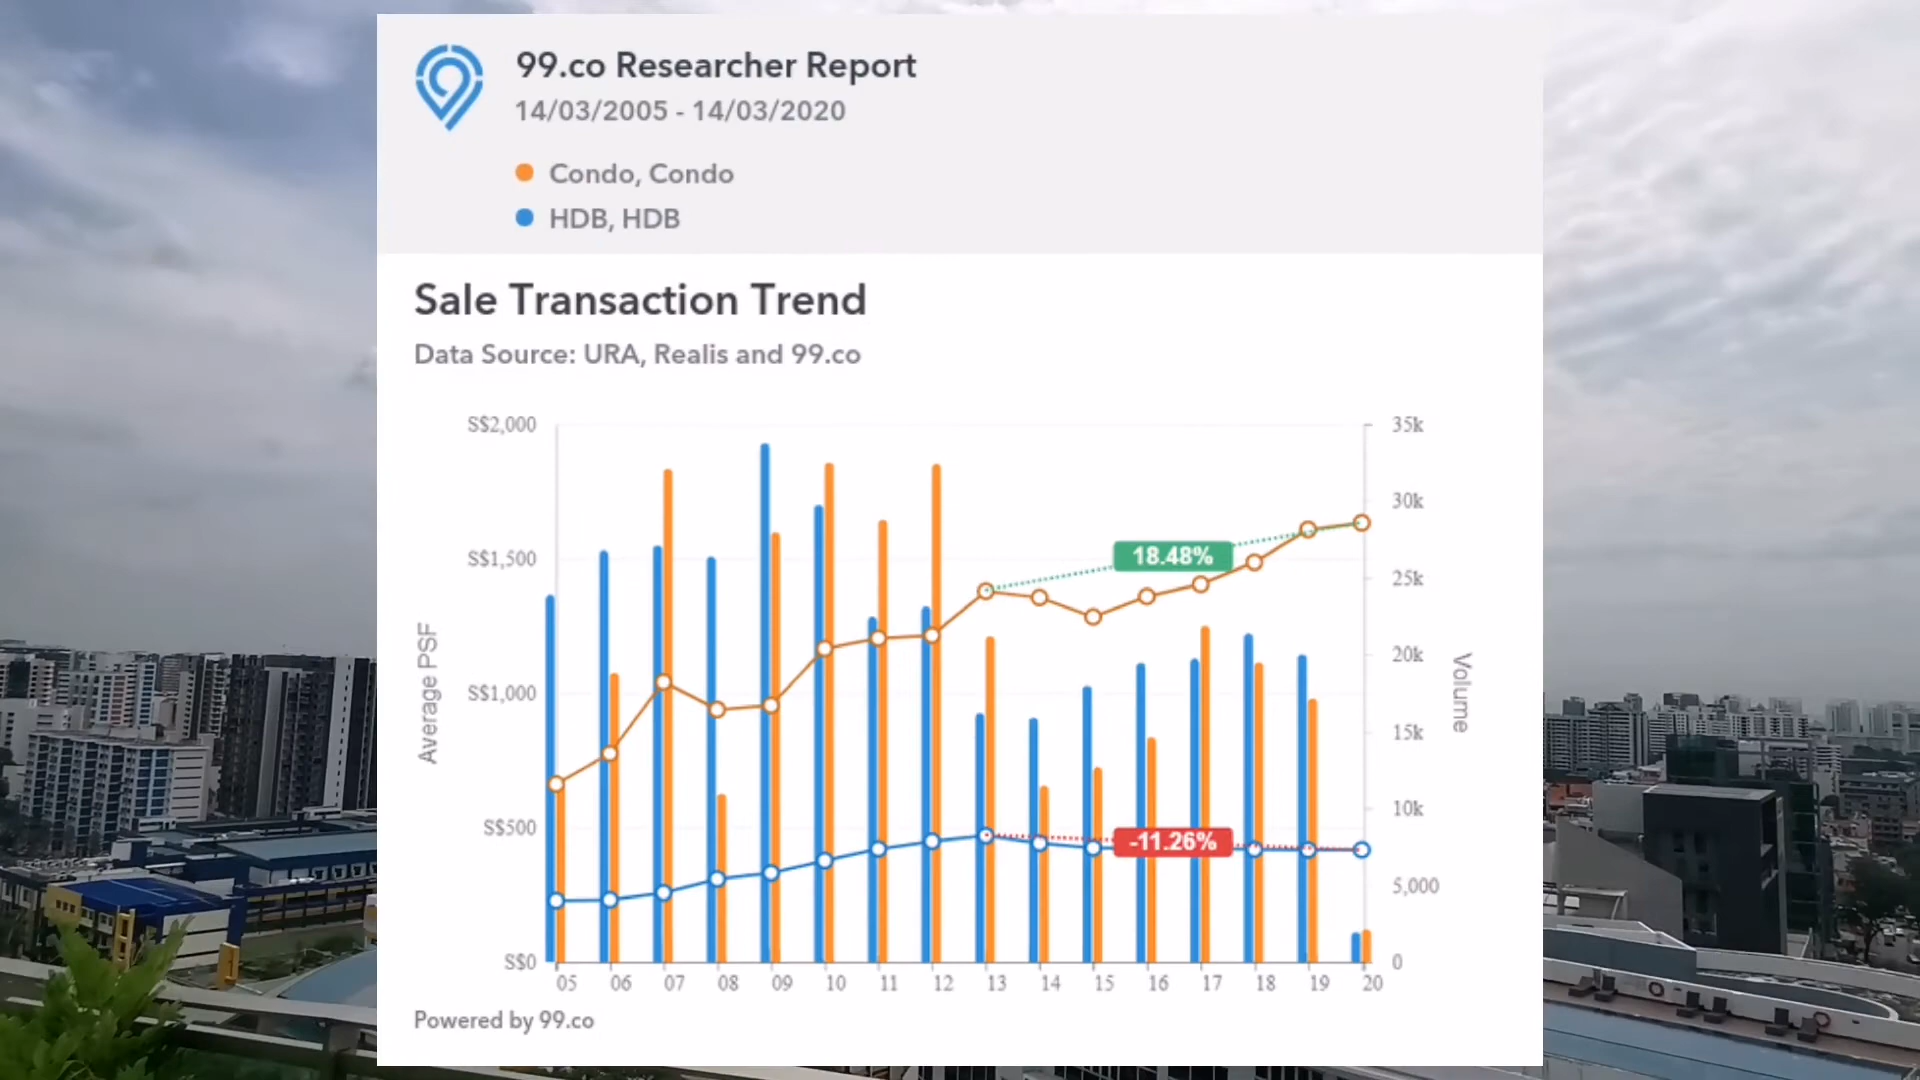 99.co Researcher Report
14/03/2005 - 14/03/2020
Condo, Condo
HDB, HDB
Sale Transaction Trend
Data Source: URA, Realis and 99.co
S$2,000
S$1,500
S$1,000
S$500
S$0
Average PSF
18.48%
-11.26%
35k
30k
25k
20k
15k
10k
5,000
0
Volume
05 06 07 08 09 10 11 12 13 14 15 16 17 18 19 20
Powered by 99.co